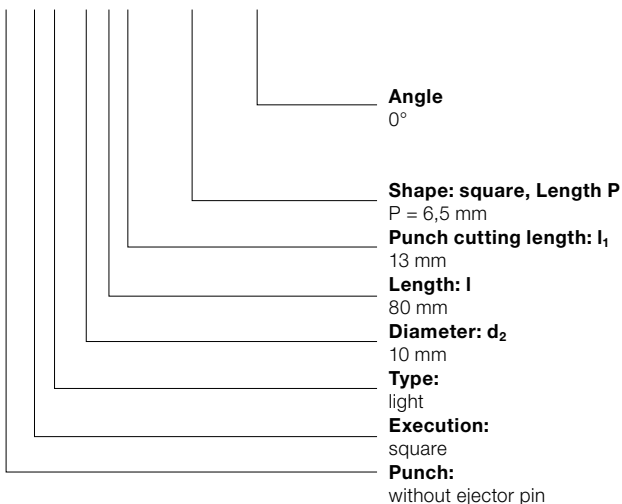 Angle
0°
Shape: square, Length P
P = 6,5 mm
Punch cutting length: l₁
13 mm
Length: l
80 mm
Diameter: d₂
10 mm
Type:
light
Execution:
square
Punch:
without ejector pin